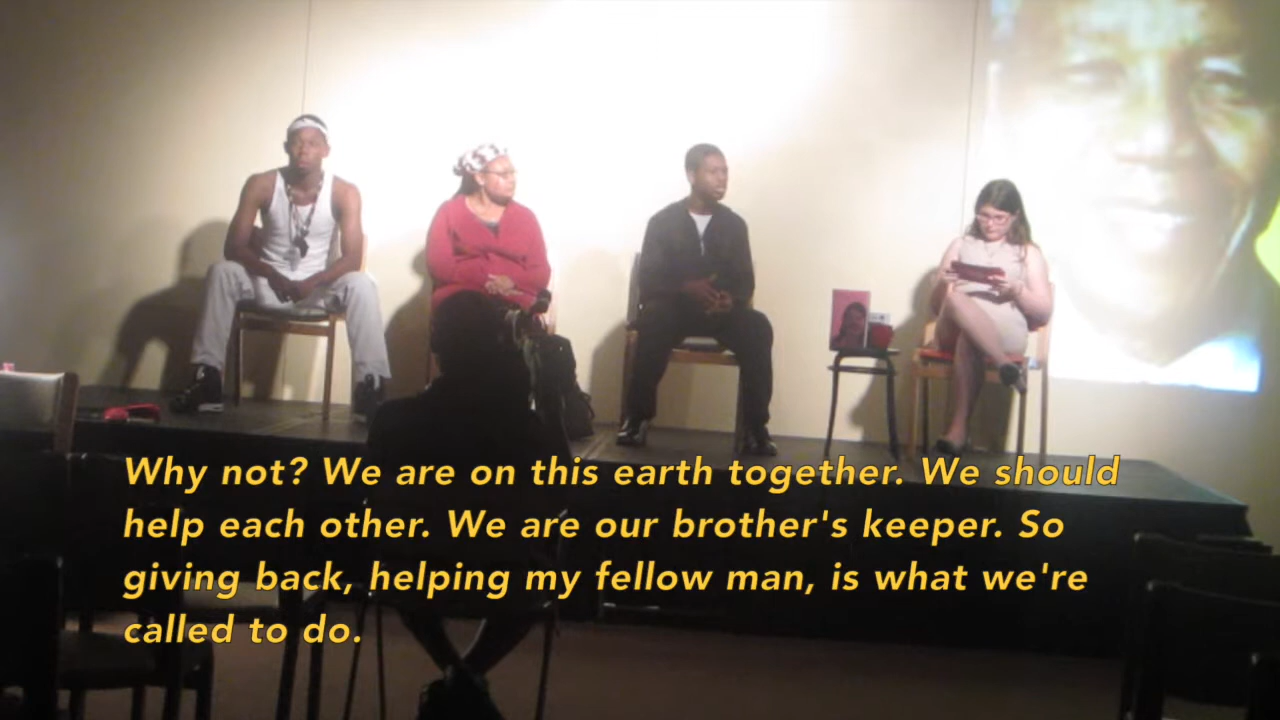 Why not? We are on this earth together. We should
help each other. We are our brother's keeper. So
giving back, helping my fellow man, is what we're
called to do.